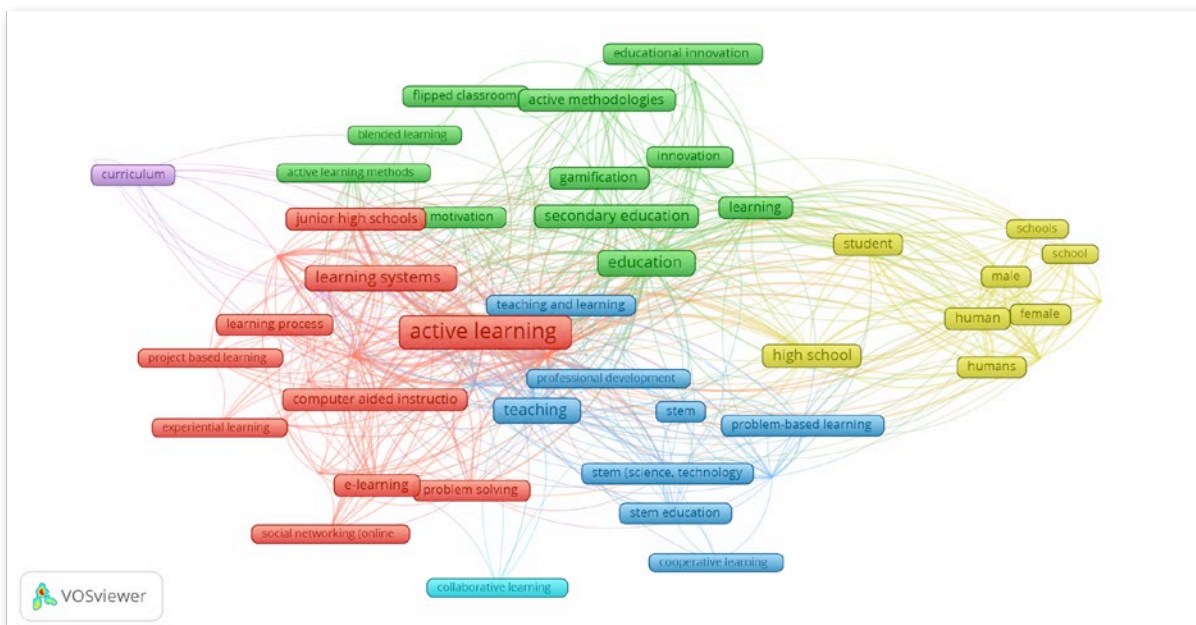 educational innovation
flipped classroom
active methodologies
blended learning
innovation
curriculum
active learning methods
gamification
learning
junior high schools
motivation
secondary education
schools
student
school
education
learning systems
male
teaching and learning
human
female
learning process
active learning
project based learning
high school
humans
professional development
computer aided instructio
teaching
stem
problem-based learning
experiential learning
stem (science, technology
e-learning
problem solving
stem education
social networking (online
cooperative learning
collaborative learning
VOSviewer